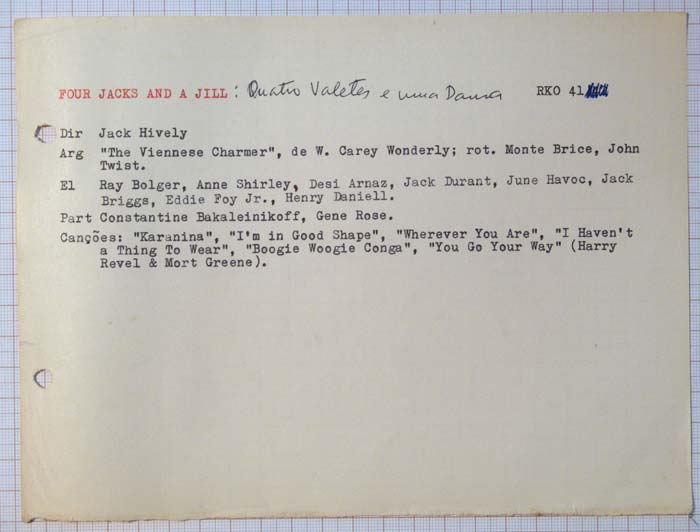 FOUR JACKS AND A JILL: Quatro Valetes e uma Dama RKO 41
Dir Jack Hively
Arg "The Viennese Charmer", de W. Carey Wonderly; rot. Monte Brice, John
Twist.
El Ray Bolger, Anne Shirley, Desi Arnaz, Jack Durant, June Havoc, Jack
Briggs, Eddie Foy Jr., Henry Daniell.
Part Constantine Bakaleinikoff, Gene Rose.
Canções: "Karanina", "I'm in Good Shape", "Wherever You Are", "I Haven't
a Thing To Wear", "Boogie Woogie Conga", "You Go Your Way" (Harry
Revel & Mort Greene).